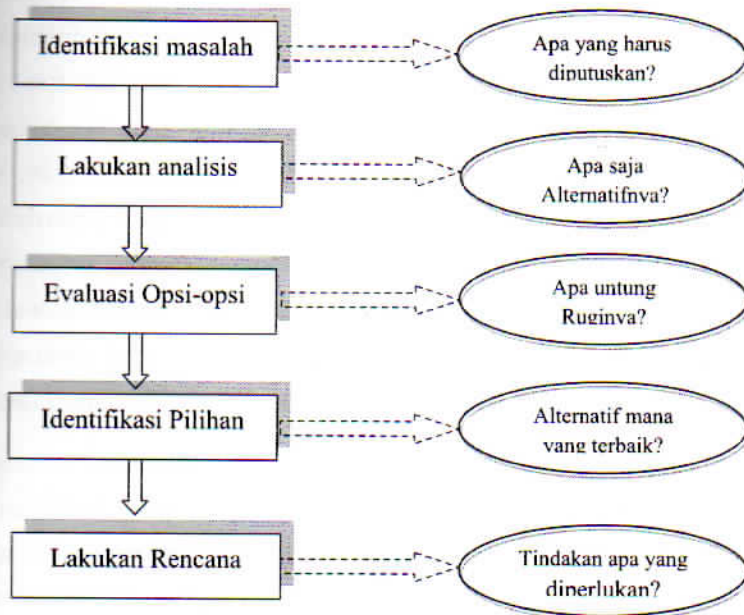 Identifikasi masalah
Apa yang harus
diputuskan?
Lakukan analisis
Apa saja
Alternatifnya?
Evaluasi Opsi-opsi
Apa untung
Ruginya?
Identifikasi Pilihan
Alternatif mana
yang terbaik?
Lakukan Rencana
Tindakan apa yang
diperlukan?